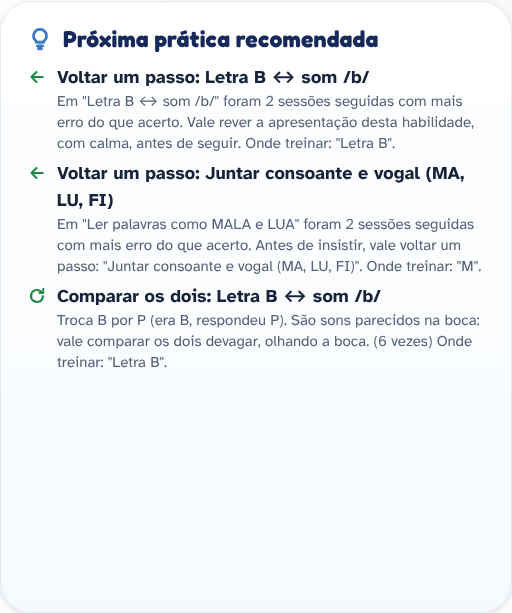 Próxima prática recomendada
Voltar um passo: Letra B ↔ som /b/
Em "Letra B ↔ som /b/" foram 2 sessões seguidas com mais
erro do que acerto. Vale rever a apresentação desta habilidade,
com calma, antes de seguir. Onde treinar: "Letra B".
Voltar um passo: Juntar consoante e vogal (MA,
LU, FI)
Em "Ler palavras como MALA e LUA" foram 2 sessões seguidas
com mais erro do que acerto. Antes de insistir, vale voltar um
passo: "Juntar consoante e vogal (MA, LU, FI)". Onde treinar: "M".
Comparar os dois: Letra B ↔ som /b/
Troca B por P (era B, respondeu P). São sons parecidos na boca:
vale comparar os dois devagar, olhando a boca. (6 vezes) Onde
treinar: "Letra B".